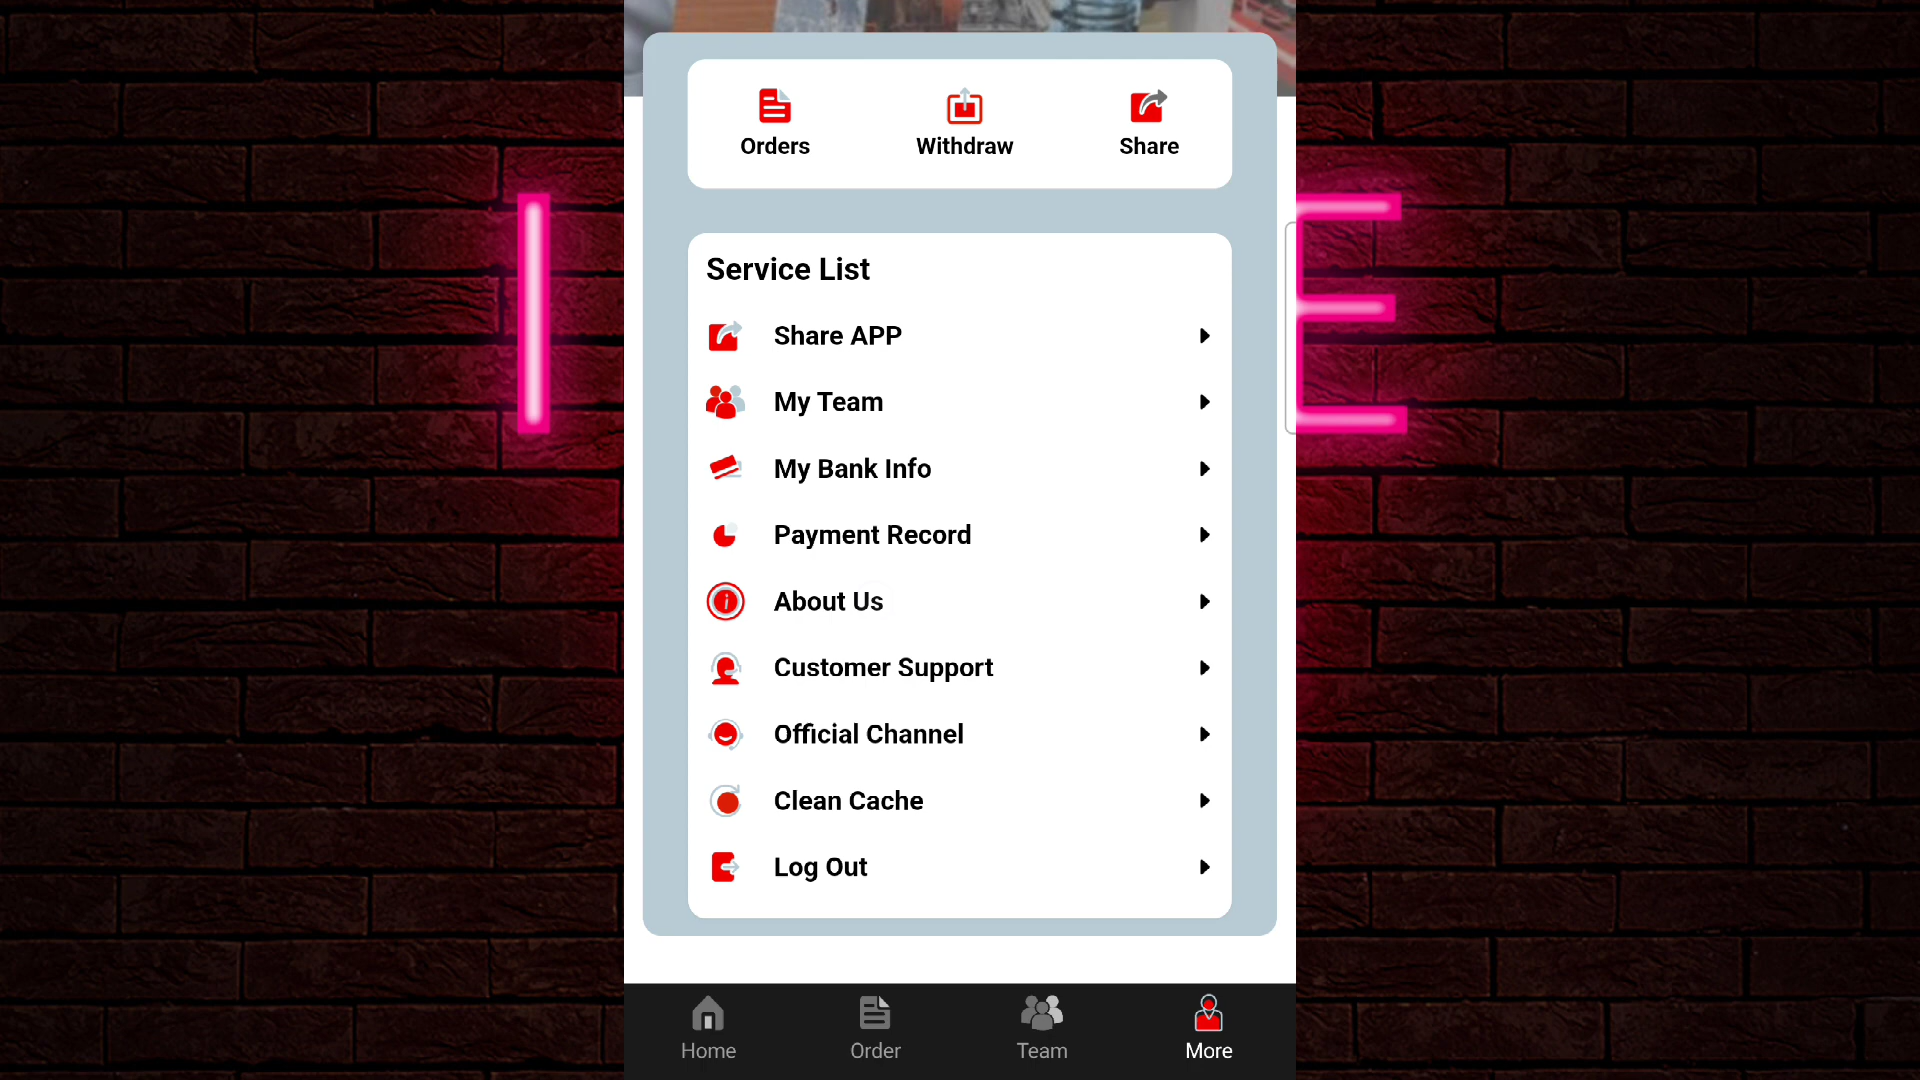 I
E
Orders
Withdraw
Share
Service List
Share APP
My Team
My Bank Info
Payment Record
About Us
Customer Support
Official Channel
Clean Cache
Log Out
Home
Order
Team
More